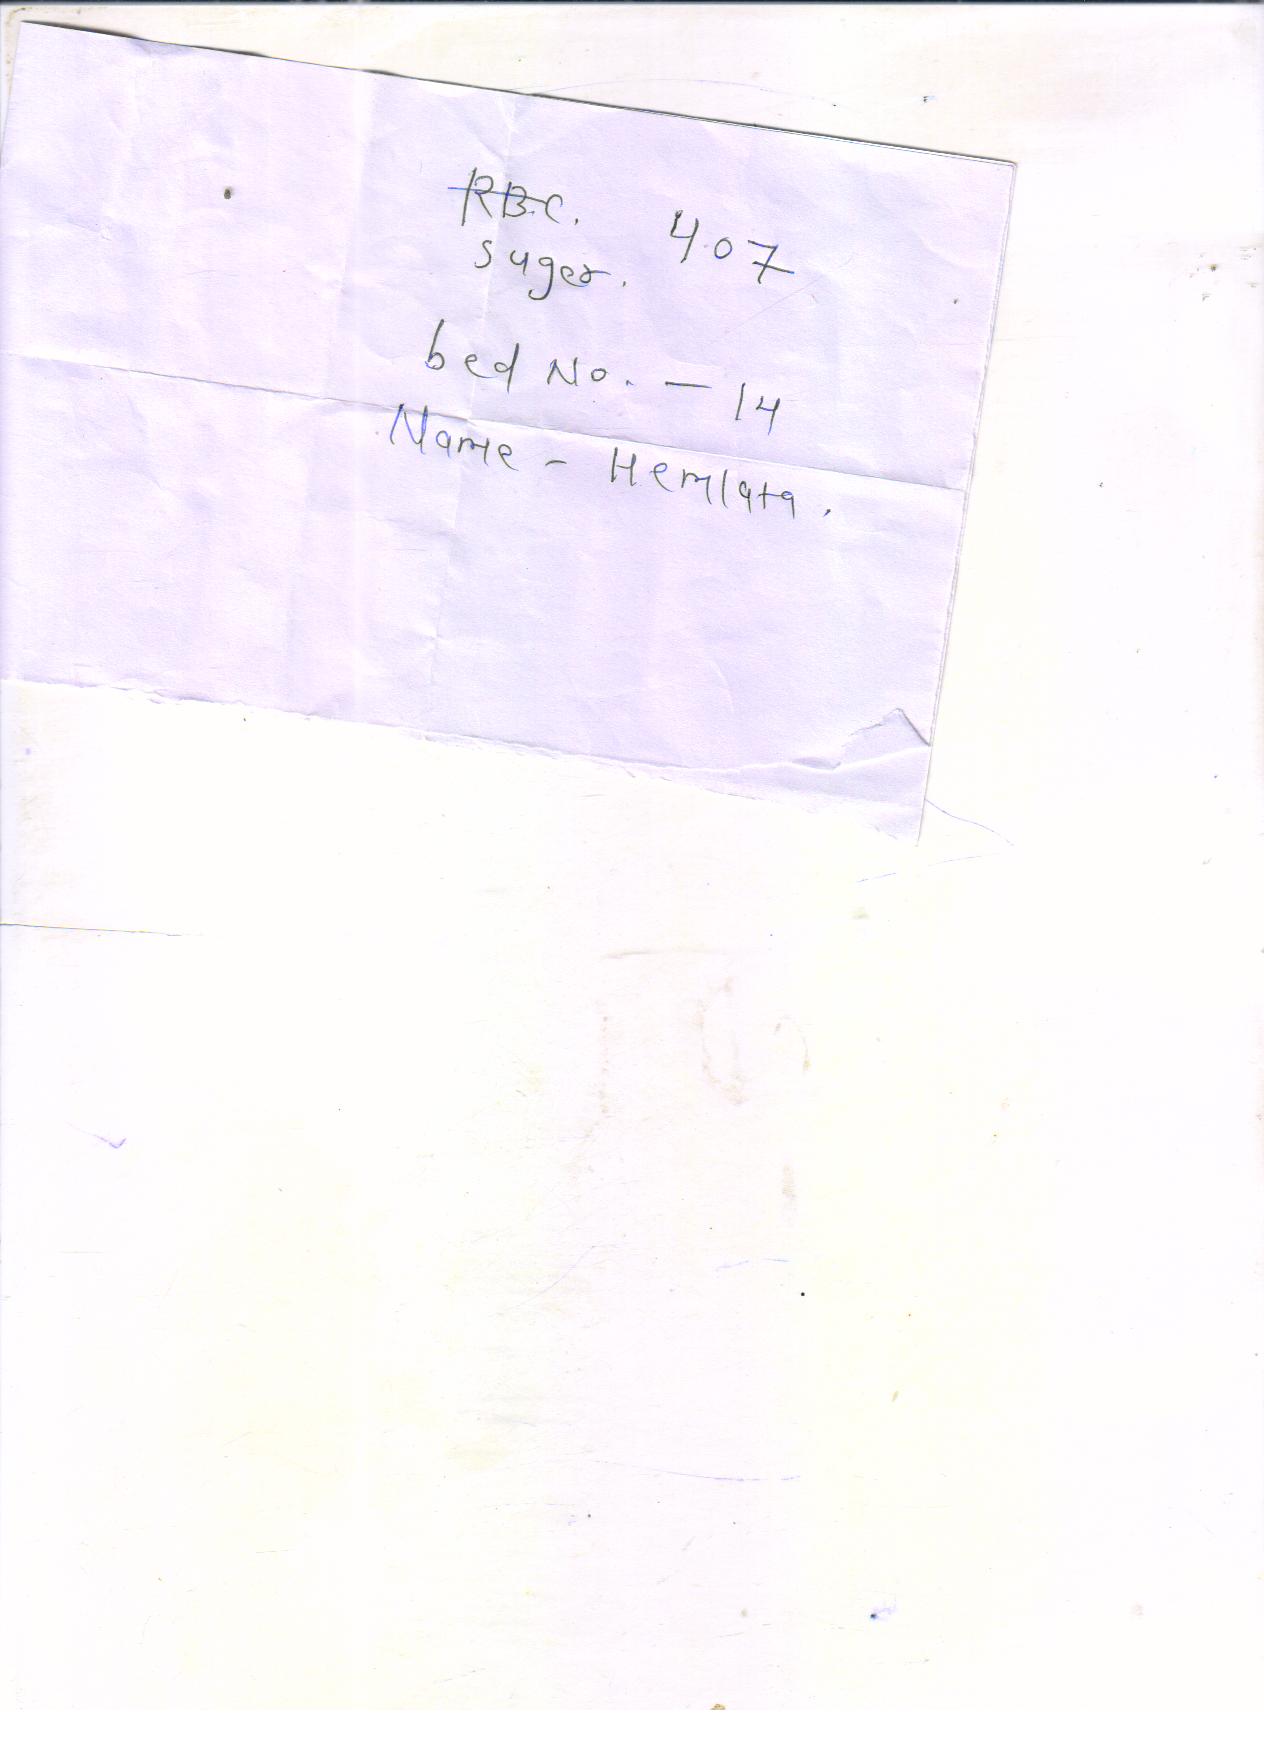 RBC.
suger. 407
bed No. - 14
Name - Hemlata.